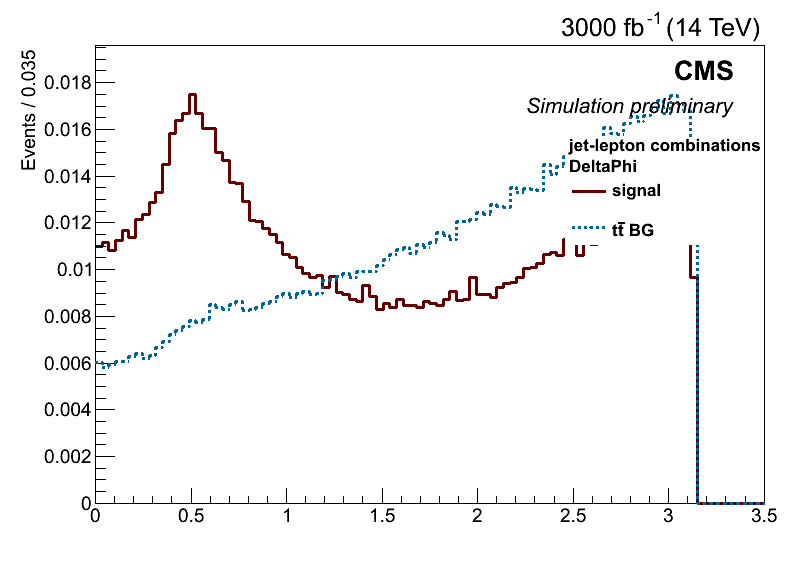 3000 fb⁻¹ (14 TeV)
Events / 0.035
CMS
Simulation preliminary
jet-lepton combinations
DeltaPhi
signal
tt̄ BG
0.018
0.016
0.014
0.012
0.01
0.008
0.006
0.004
0.002
0
0 0.5 1 1.5 2 2.5 3 3.5